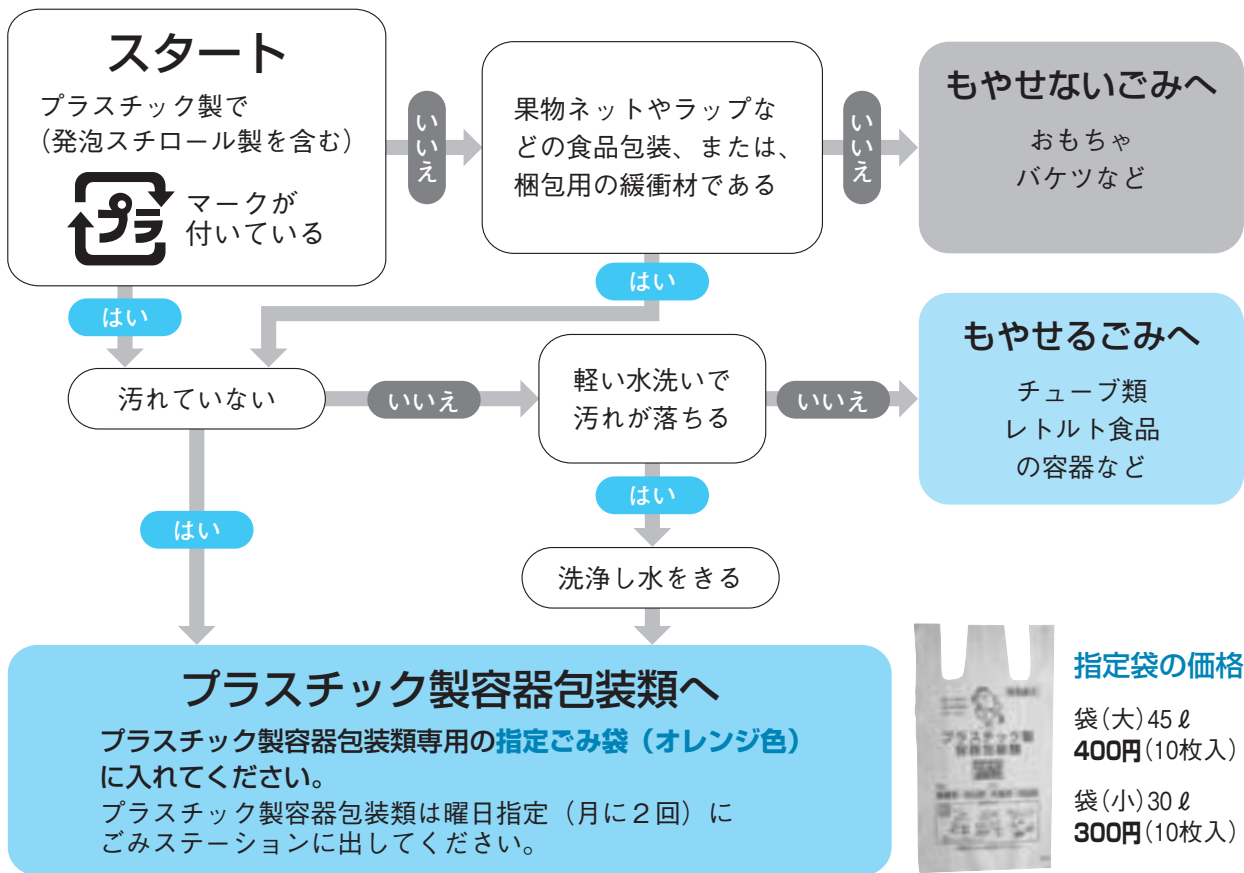 スタート
プラスチック製で
(発泡スチロール製を含む)
プラ
マークが
付いている
いいえ
果物ネットやラップな
どの食品包装、または、
梱包用の緩衝材である
いいえ
もやせないごみへ
おもちゃ
バケツなど
はい
はい
汚れていない
いいえ
軽い水洗いで
汚れが落ちる
いいえ
もやせるごみへ
チューブ類
レトルト食品
の容器など
はい
はい
洗浄し水をきる
プラスチック製容器包装類へ
プラスチック製容器包装類専用の指定ごみ袋(オレンジ色)
に入れてください。
プラスチック製容器包装類は曜日指定(月に2回)に
ごみステーションに出してください。
プラスチック製
容器包装類
指定袋の価格
袋(大)45ℓ
400円(10枚入)
袋(小)30ℓ
300円(10枚入)